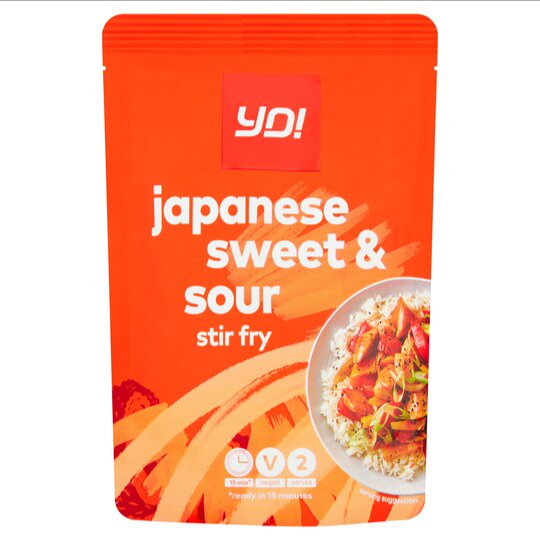 YO!
japanese
sweet &
sour
stir fry
V
2
15 min*
vegan
serves
*ready in 15 minutes
serving suggestion